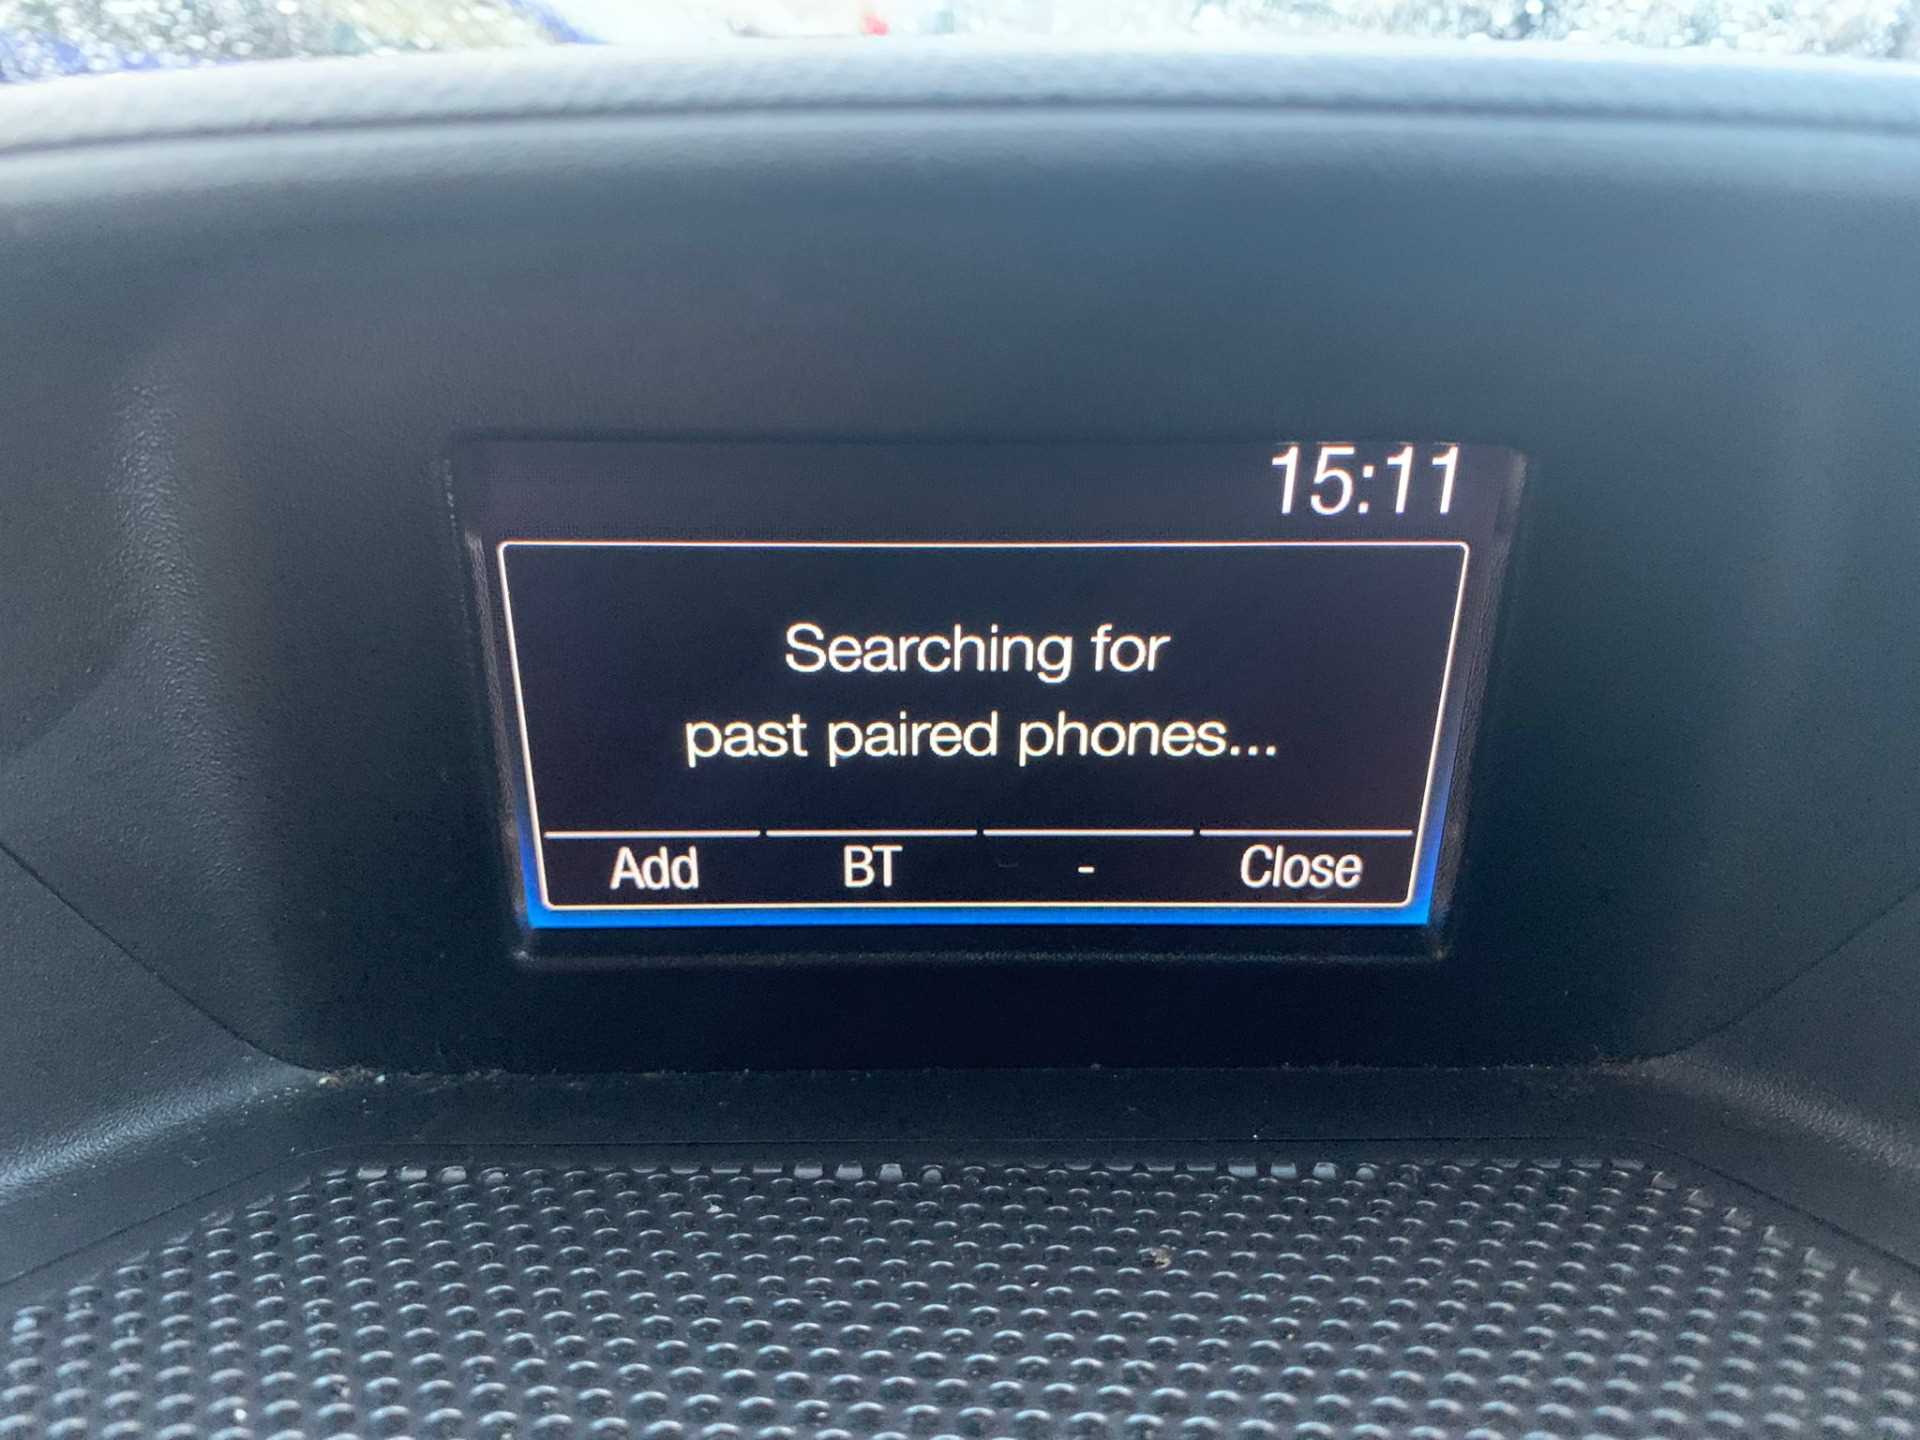 15:11
Searching for
past paired phones...
Add BT - Close